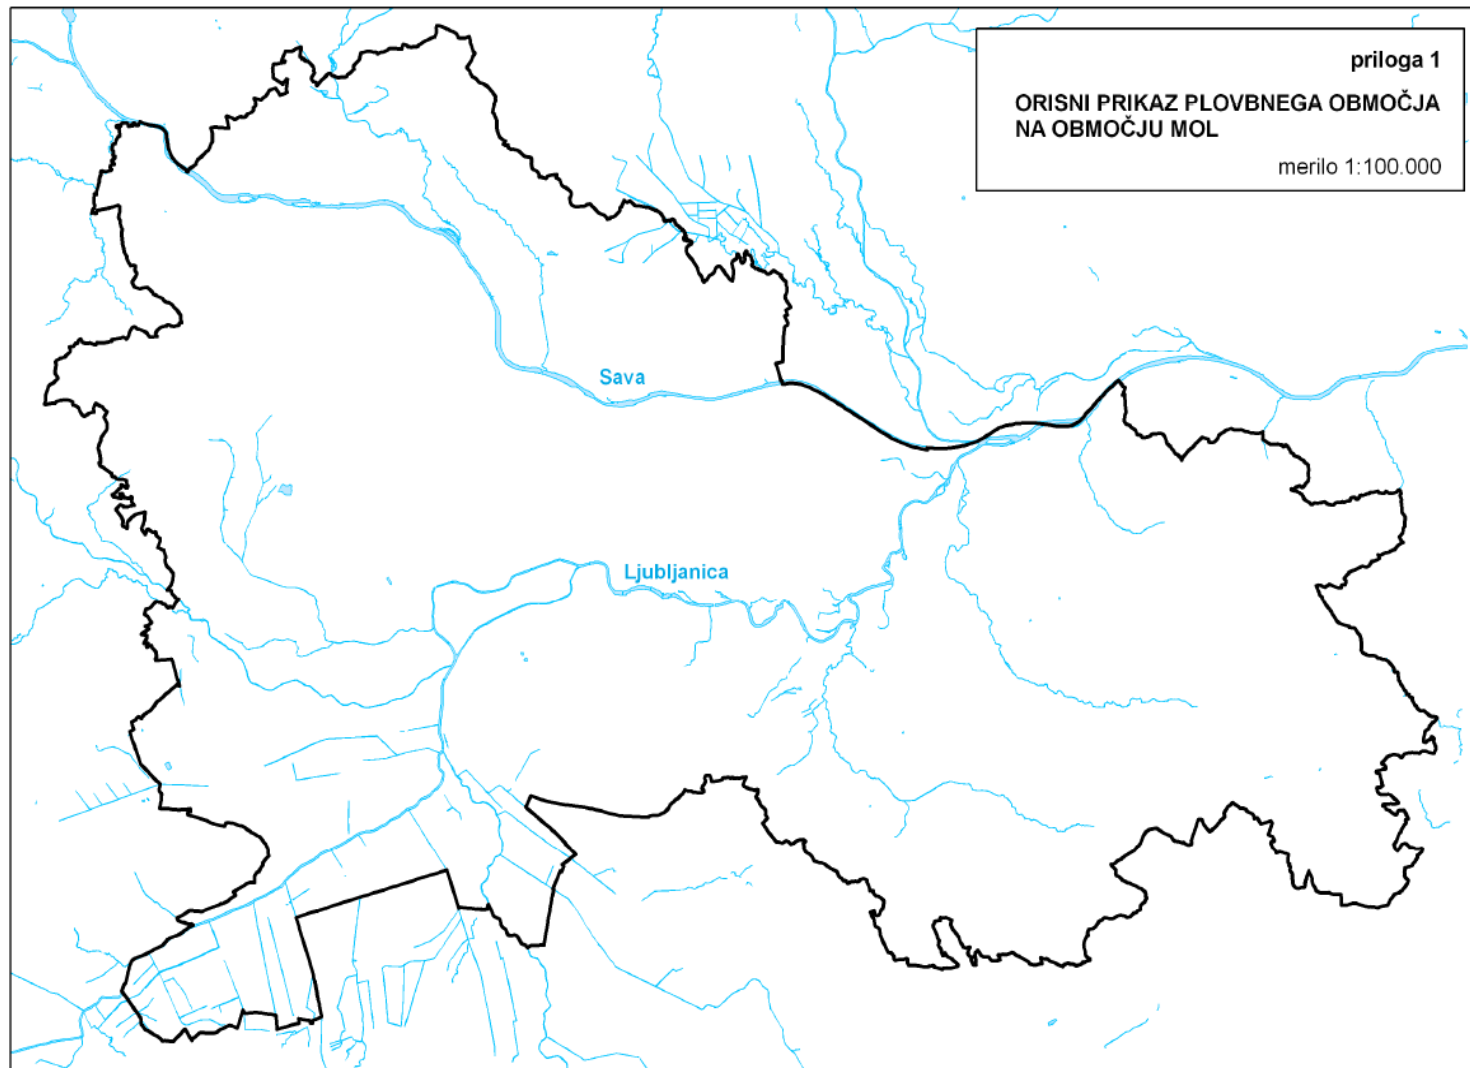 priloga 1
ORISNI PRIKAZ PLOVBNEGA OBMOČJA
NA OBMOČJU MOL
merilo 1:100.000
Sava
Ljubljanica